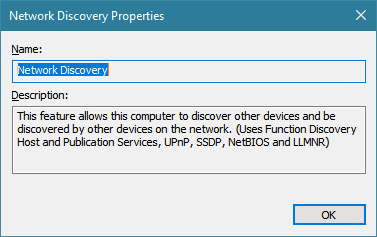 Network Discovery Properties
Name:
Network Discovery
Description:
This feature allows this computer to discover other devices and be
discovered by other devices on the network. (Uses Function Discovery
Host and Publication Services, UPnP, SSDP, NetBIOS and LLMNR)
OK